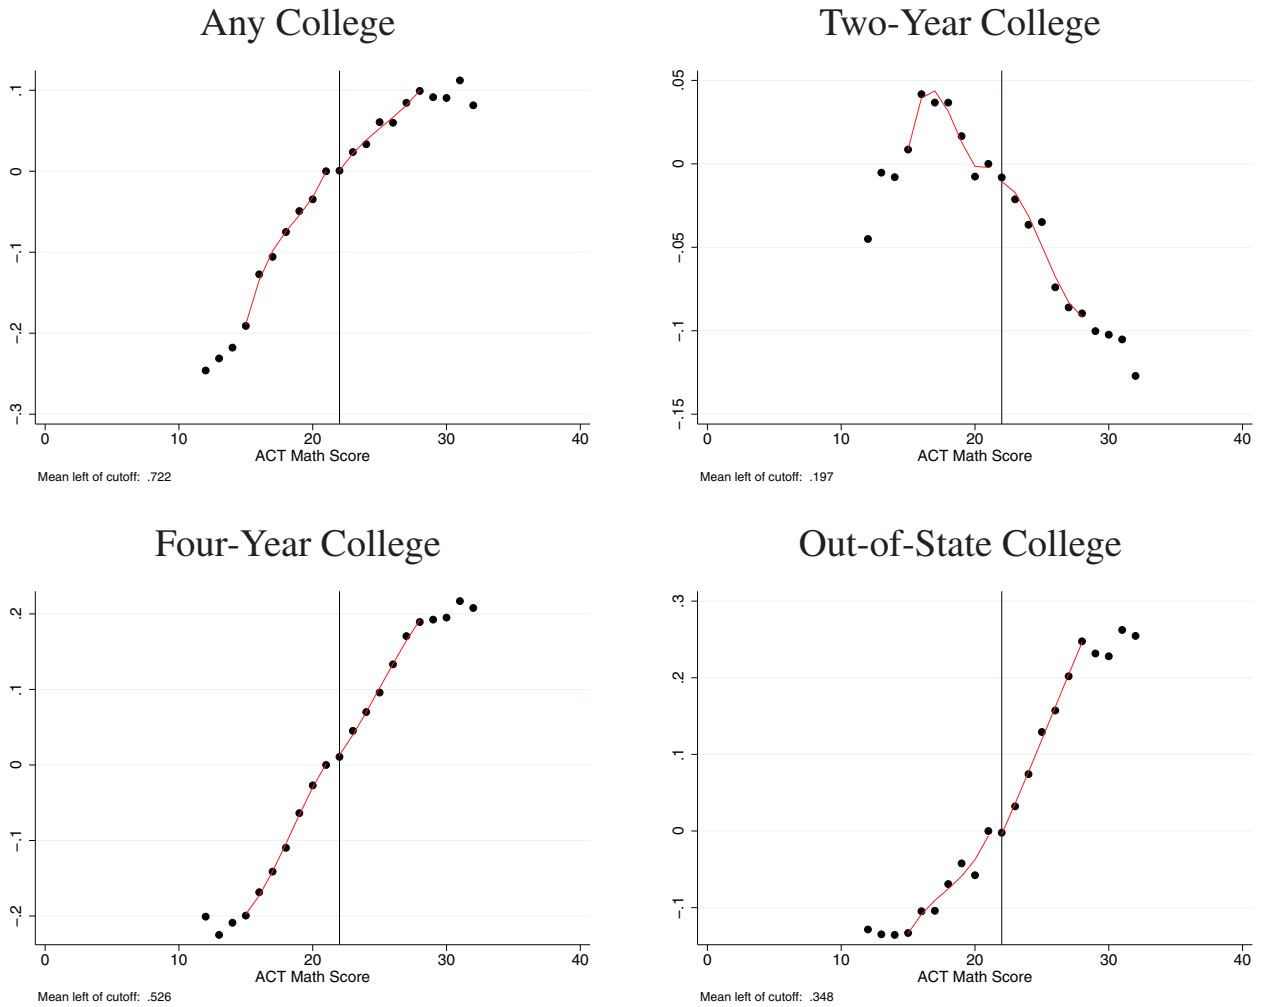 Any College
.1
0
-.1
-.2
-.3
0 10 20 30 40
ACT Math Score
Mean left of cutoff: .722
Two-Year College
.05
0
-.05
-.1
-.15
0 10 20 30 40
ACT Math Score
Mean left of cutoff: .197
Four-Year College
.2
.1
0
-.1
-.2
0 10 20 30 40
ACT Math Score
Mean left of cutoff: .526
Out-of-State College
.3
.2
.1
0
-.1
0 10 20 30 40
ACT Math Score
Mean left of cutoff: .348